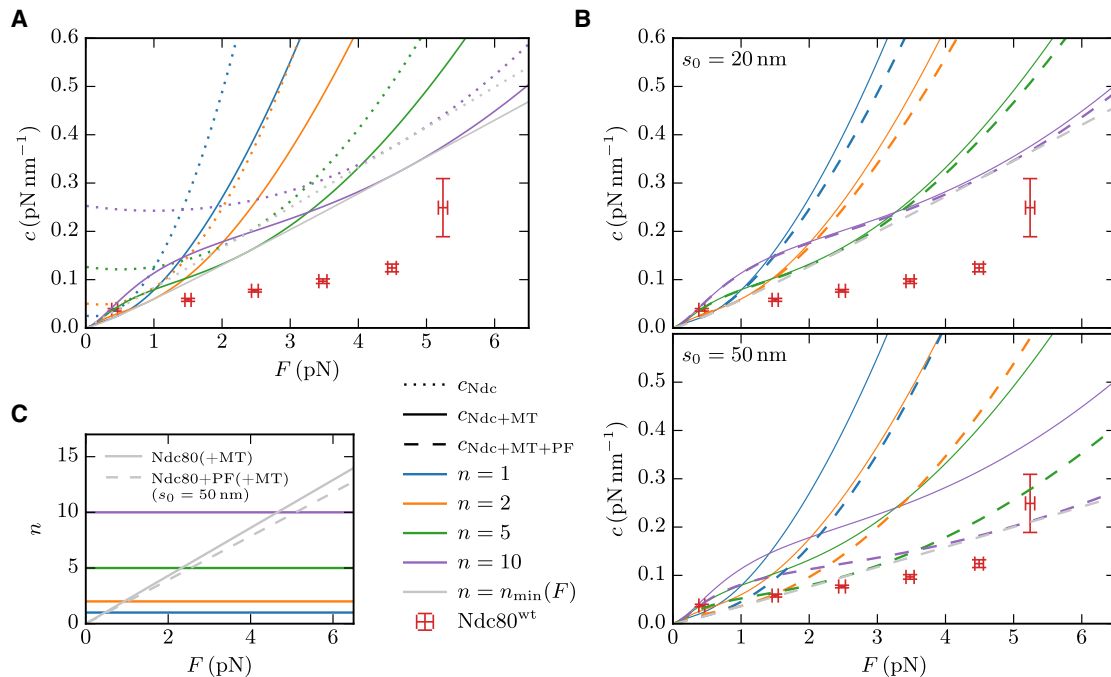 A
0.6
0.5
0.4
0.3
0.2
0.1
0.0
c (pN nm⁻¹)
0 1 2 3 4 5 6
F (pN)
B
s₀ = 20 nm
0.6
0.5
0.4
0.3
0.2
0.1
0.0
c (pN nm⁻¹)
s₀ = 50 nm
0.5
0.4
0.3
0.2
0.1
0.0
c (pN nm⁻¹)
0 1 2 3 4 5 6
F (pN)
C
15
10
5
0
n
Ndc80(+MT)
Ndc80+PF(+MT)
(s₀ = 50 nm)
0 2 4 6
F (pN)
c_Ndc
c_Ndc+MT
c_Ndc+MT+PF
n = 1
n = 2
n = 5
n = 10
n = n_min(F)
Ndc80^wt